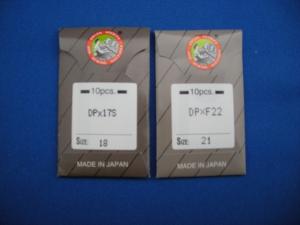 10pcs.
DPx17S
SIZE: 18
MADE IN JAPAN
10pcs.
DPXF22
SIZE: 21
MADE IN JAPAN